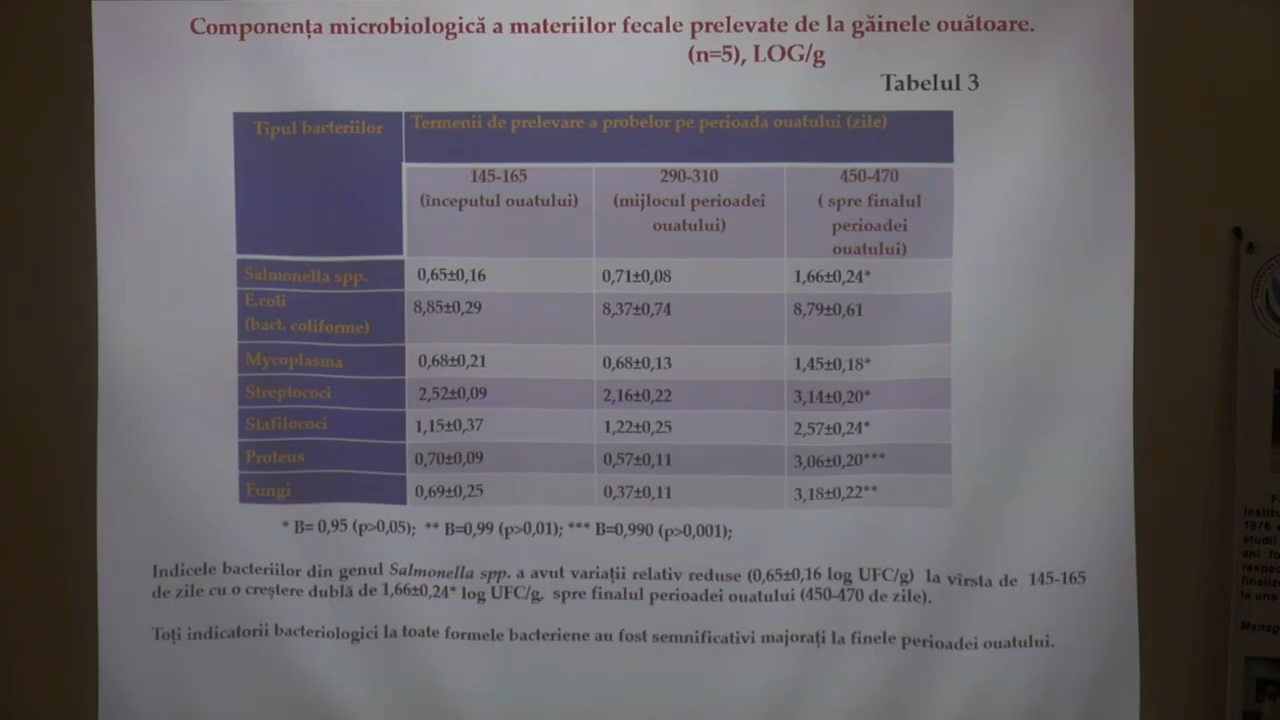 Componența microbiologică a materiilor fecale prelevate de la găinele ouătoare.
(n=5), LOG/g
Tabelul 3
Tipul bacteriilor
Termenii de prelevare a probelor pe perioada ouatului (zile)
145-165
(începutul ouatului)
290-310
(mijlocul perioadei
ouatului)
450-470
( spre finalul
perioadei
ouatului)
Salmonella spp. 0,65±0,16 0,71±0,08 1,66±0,24*
E.coli
(bact. coliforme) 8,85±0,29 8,37±0,74 8,79±0,61
Mycoplasma 0,68±0,21 0,68±0,13 1,45±0,18*
Streptococi 2,52±0,09 2,16±0,22 3,14±0,20*
Stafilococi 1,15±0,37 1,22±0,25 2,57±0,24*
Proteus 0,70±0,09 0,57±0,11 3,06±0,20***
Fungi 0,69±0,25 0,37±0,11 3,18±0,22**
* B= 0,95 (p>0,05); ** B=0,99 (p>0,01); *** B=0,990 (p>0,001);
Indicele bacteriilor din genul Salmonella spp. a avut variații relativ reduse (0,65±0,16 log UFC/g) la vîrsta de 145-165
de zile cu o creștere dublă de 1,66±0,24* log UFC/g, spre finalul perioadei ouatului (450-470 de zile).
Toți indicatorii bacteriologici la toate formele bacteriene au fost semnificativi majorați la finele perioadei ouatului.
1976
ani
la una